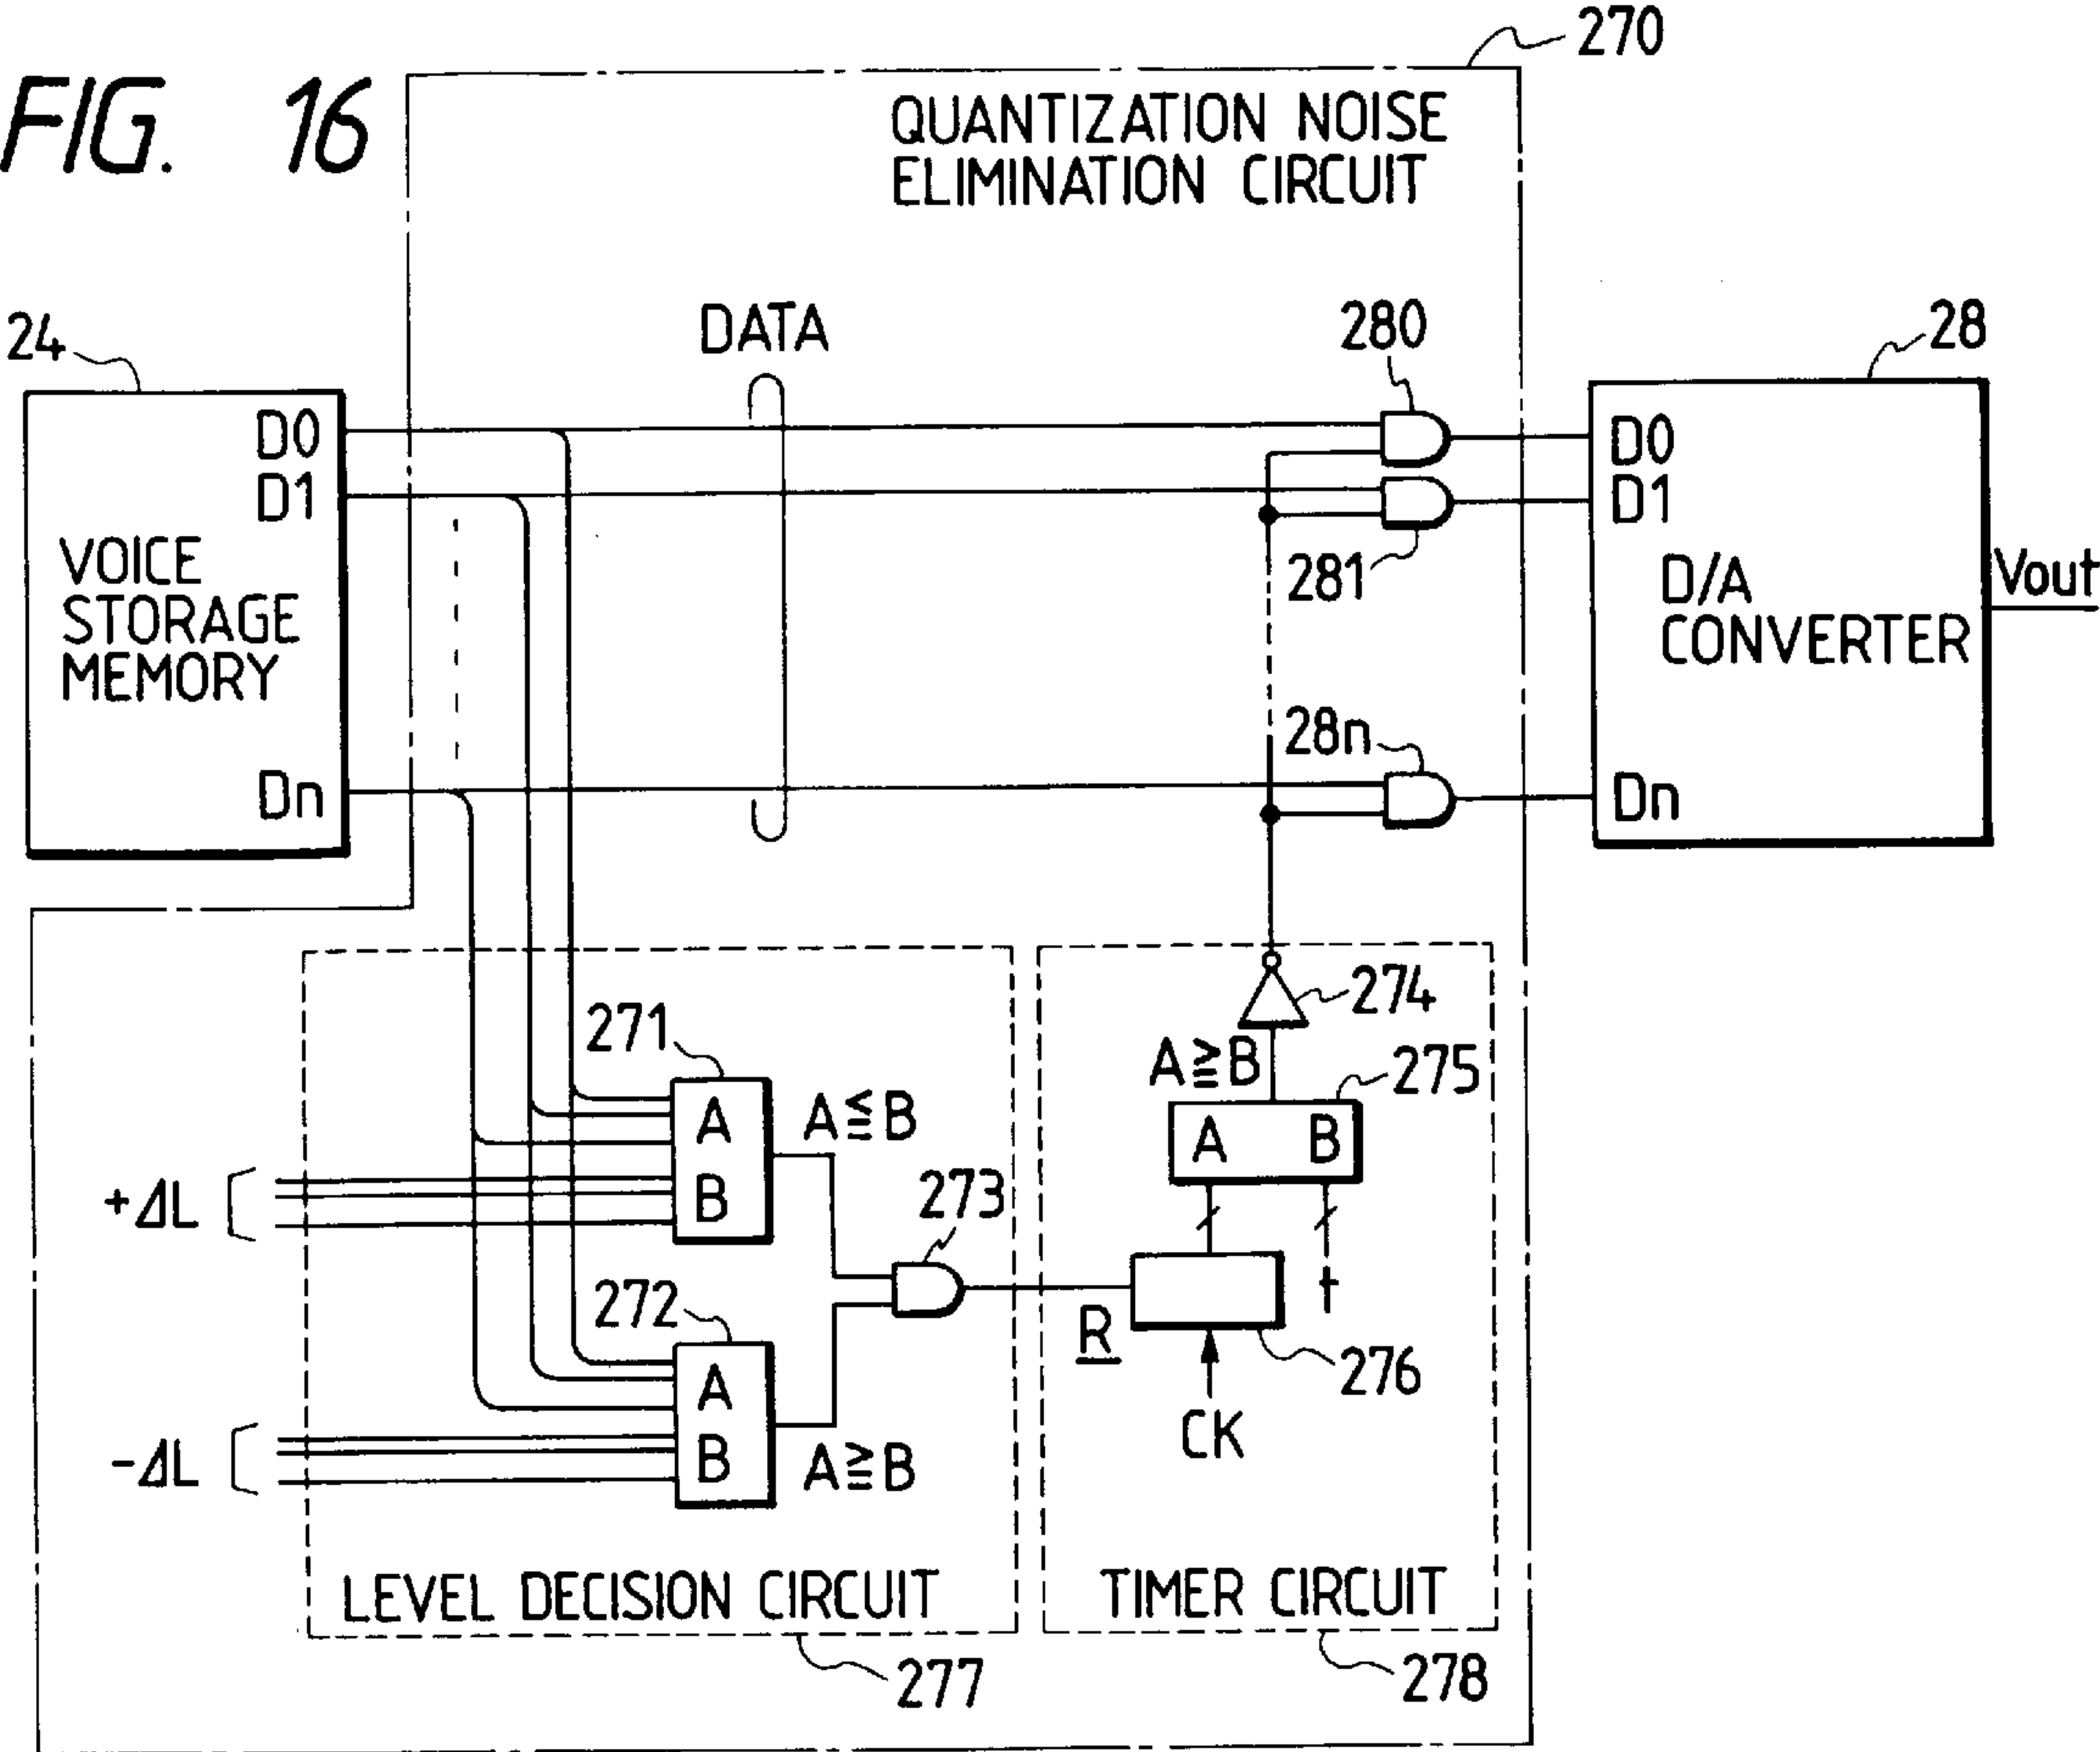 FIG. 16
270
QUANTIZATION NOISE
ELIMINATION CIRCUIT
24
DATA
280
28
D0
D1
VOICE
STORAGE
MEMORY
Dn
281
28n
D0
D1
D/A
CONVERTER
Dn
Vout
271
A
B
A≦B
+ΔL
272
A
B
A≧B
-ΔL
273
274
A≧B
275
A B
R
t
276
CK
LEVEL DECISION CIRCUIT
TIMER CIRCUIT
277
278